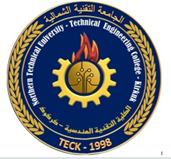 الجامعة التقنية الشمالية
Northern Technical University - Technical Engineering College - Kirkuk
الكلية التقنية الهندسية - كركوك
TECK - 1998